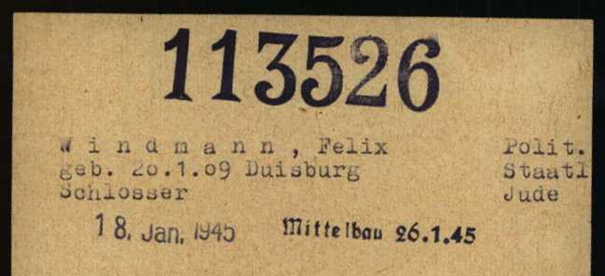 113526
Windmann, Felix Polit.
geb. 20.1.09 Duisburg Staatl
Schlosser Jude
18. Jan. 1945 Mittelbau 26.1.45